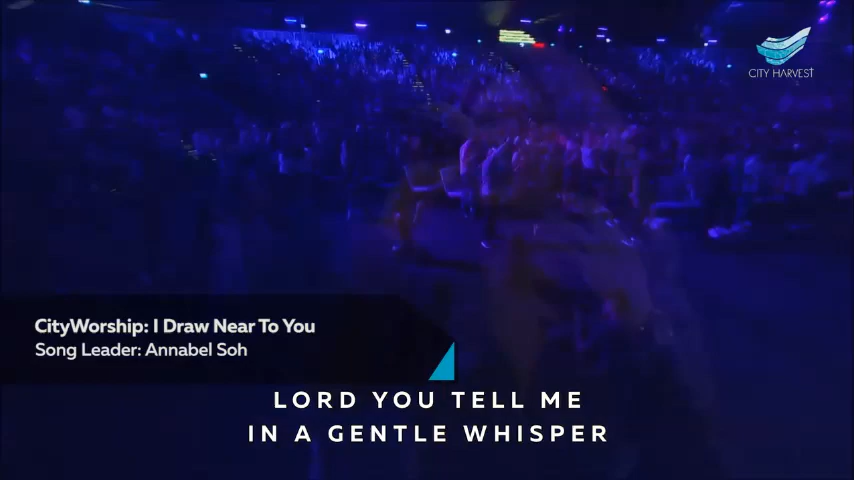 CITY HARVEST
CityWorship: I Draw Near To You
Song Leader: Annabel Soh
LORD YOU TELL ME
IN A GENTLE WHISPER